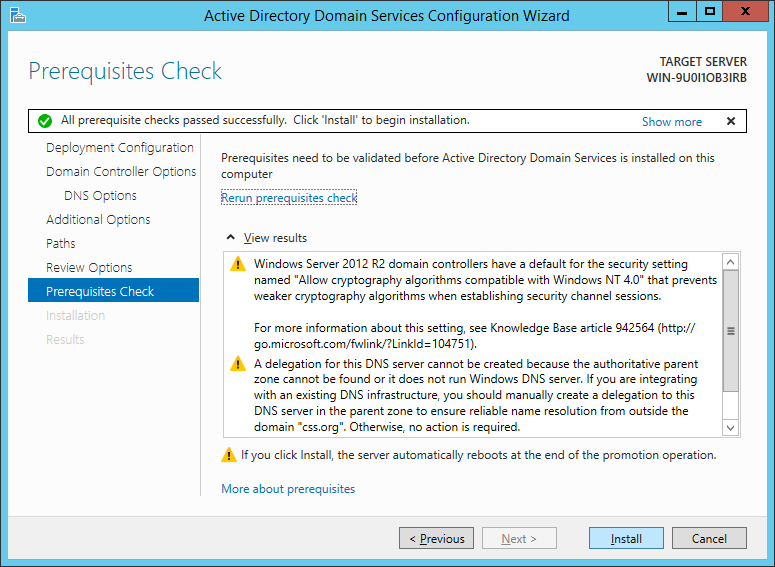 Active Directory Domain Services Configuration Wizard
Prerequisites Check
TARGET SERVER
WIN-9U0I1OB3IRB
All prerequisite checks passed successfully. Click 'Install' to begin installation.
Show more
Deployment Configuration
Domain Controller Options
DNS Options
Additional Options
Paths
Review Options
Prerequisites Check
Installation
Results
Prerequisites need to be validated before Active Directory Domain Services is installed on this
computer
Rerun prerequisites check
View results
Windows Server 2012 R2 domain controllers have a default for the security setting
named "Allow cryptography algorithms compatible with Windows NT 4.0" that prevents
weaker cryptography algorithms when establishing security channel sessions.
For more information about this setting, see Knowledge Base article 942564 (http://
go.microsoft.com/fwlink/?LinkId=104751).
A delegation for this DNS server cannot be created because the authoritative parent
zone cannot be found or it does not run Windows DNS server. If you are integrating
with an existing DNS infrastructure, you should manually create a delegation to this
DNS server in the parent zone to ensure reliable name resolution from outside the
domain "css.org". Otherwise, no action is required.
If you click Install, the server automatically reboots at the end of the promotion operation.
More about prerequisites
< Previous
Next >
Install
Cancel